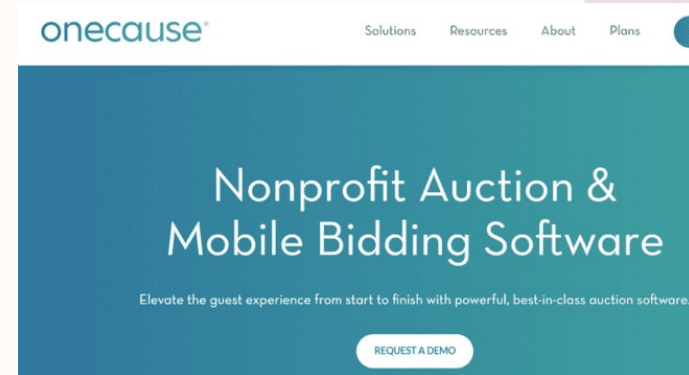 onecause®
Solutions Resources About Plans
Nonprofit Auction &
Mobile Bidding Software
Elevate the guest experience from start to finish with powerful, best-in-class auction software.
REQUEST A DEMO